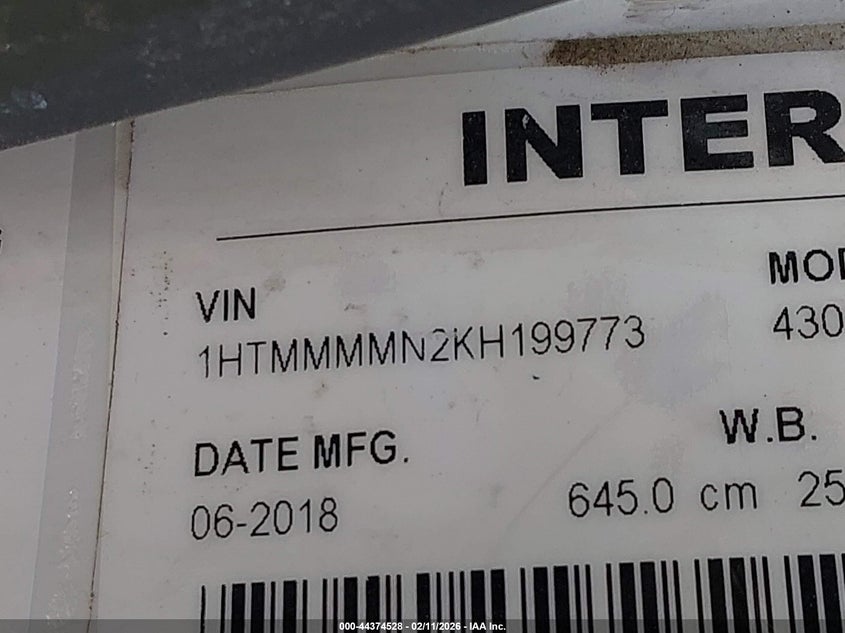 INTER
VIN
MOD
1HTMMMMN2KH199773
430
DATE MFG.
W.B.
06-2018
645.0 cm 25
000-44374528 - 02/11/2026 - IAA Inc.